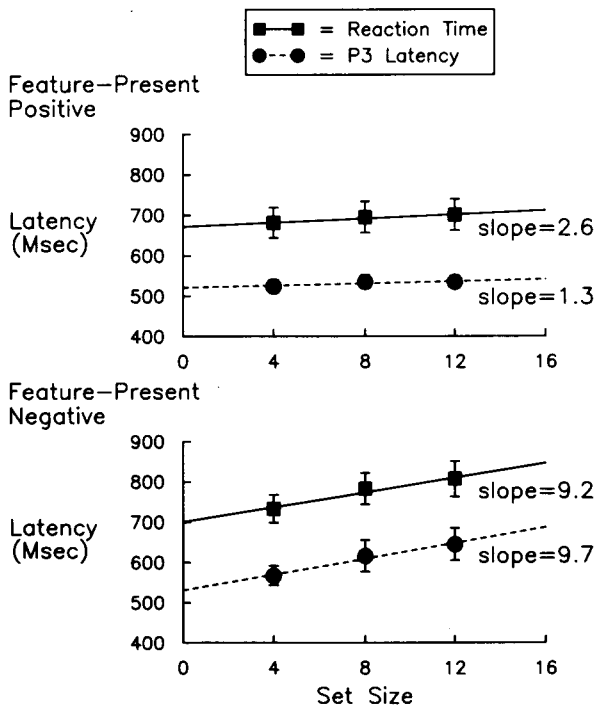 = Reaction Time
= P3 Latency
Feature-Present
Positive
900
800
Latency
(Msec)
700
600
500
400
slope=2.6
slope=1.3
0 4 8 12 16
Feature-Present
Negative
900
800
Latency
(Msec)
700
600
500
400
slope=9.2
slope=9.7
0 4 8 12 16
Set Size